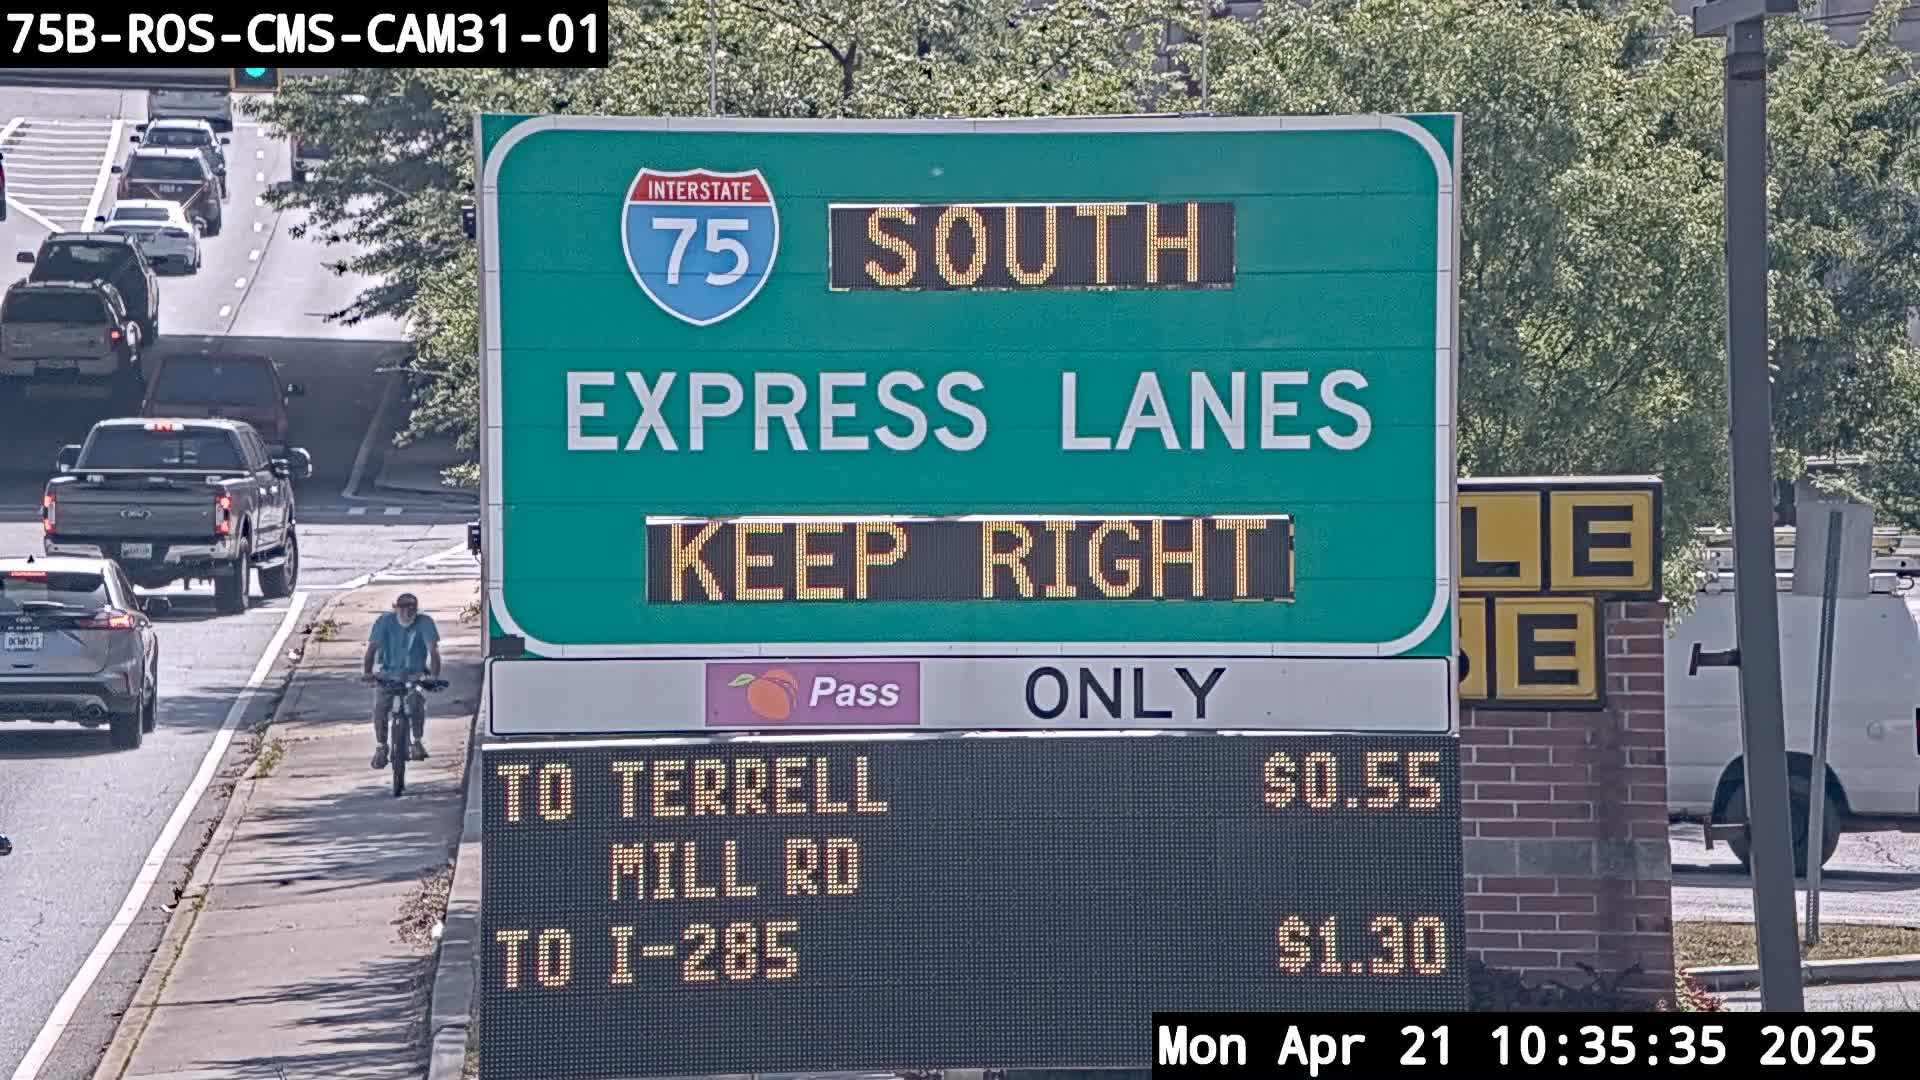 75B-ROS-CMS-CAM31-01
INTERSTATE
75
SOUTH
EXPRESS LANES
KEEP RIGHT
Pass ONLY
TO TERRELL $0.55
MILL RD
TO I-285 $1.30
LE
E
Mon Apr 21 10:35:35 2025